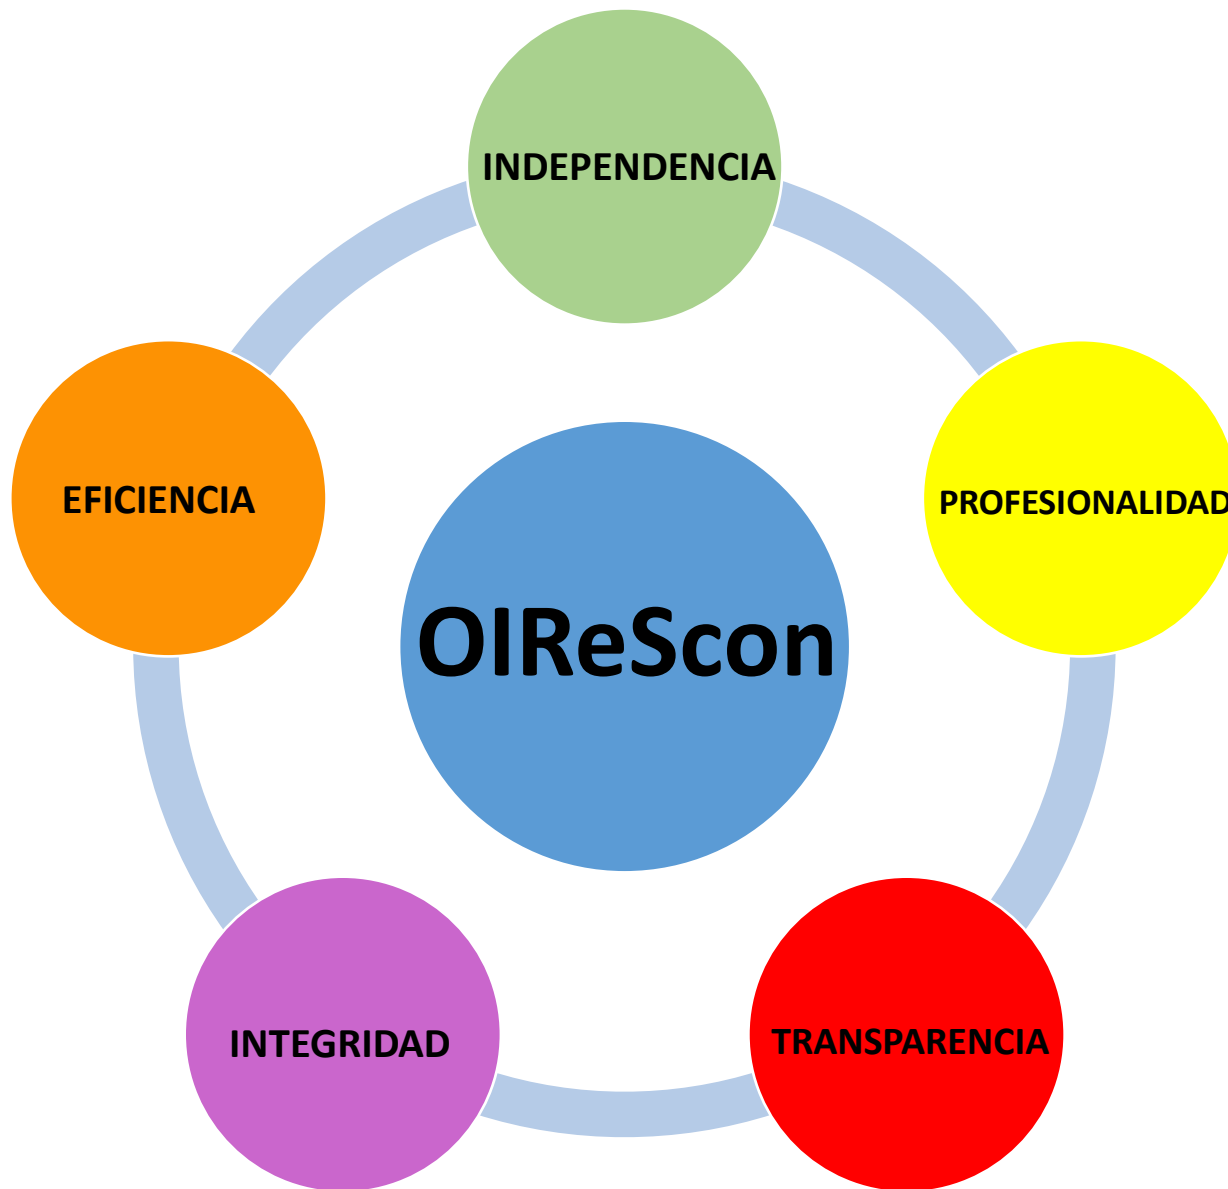 INDEPENDENCIA
EFICIENCIA
PROFESIONALIDAD
OIReScon
INTEGRIDAD
TRANSPARENCIA